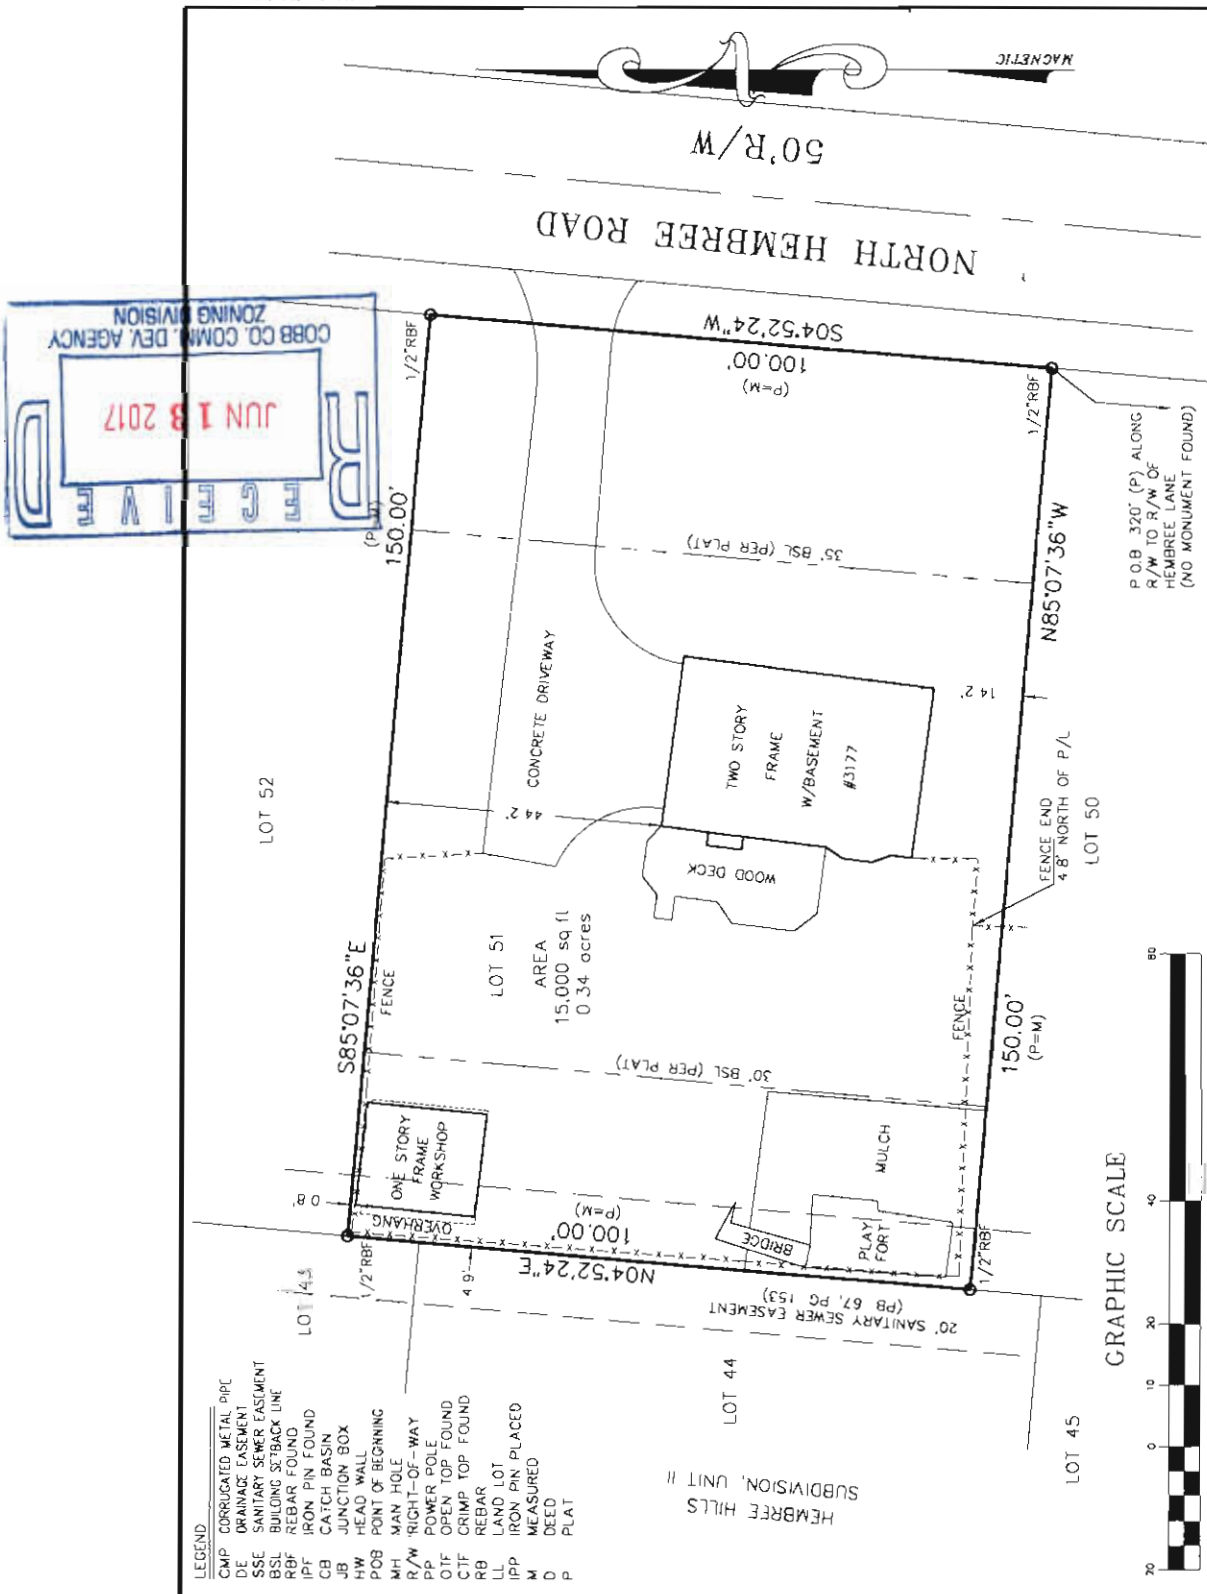 MAGNETIC
50'R/W
NORTH HEMBREE ROAD
COBB CO. COMM. DEV. AGENCY
ZONING DIVISION
JUN 13 2017
RECEIVED
1/2"RBF
S04°52'24"W
100.00'
(P=M)
1/2"RBF
P.O.B 320' (P) ALONG
R/W TO R/W OF
HEMBREE LANE
(NO MONUMENT FOUND)
150.00'
35' BSL (PER PLAT)
N85°07'36"W
CONCRETE DRIVEWAY
LOT 52
TWO STORY
FRAME
W/BASEMENT
#3177
14.2'
44.2'
WOOD DECK
FENCE END
4.8' NORTH OF P/L
LOT 50
S85°07'36"E
FENCE
LOT 51
AREA
15,000 sq ft
0.34 acres
FENCE
150.00'
(P=M)
30' BSL (PER PLAT)
ONE STORY
FRAME
WORKSHOP
OVERHANG
0.8'
MULCH
PLAY
FORT
BRIDGE
(P=M)
100.00'
N04°52'24"E
1/2"RBF
1/2"RBF
4.9'
20' SANITARY SEWER EASEMENT
(PB 67, PG 153)
LOT 43
LOT 44
LOT 45
HEMBREE HILLS
SUBDIVISION, UNIT II
GRAPHIC SCALE
20 0 10 20 40 80
LEGEND
CMP CORRUGATED METAL PIPE
DE DRAINAGE EASEMENT
SSE SANITARY SEWER EASEMENT
BSL BUILDING SETBACK LINE
RBF REBAR FOUND
IPF IRON PIN FOUND
CB CATCH BASIN
JB JUNCTION BOX
HW HEAD WALL
POB POINT OF BEGINNING
MH MAN HOLE
R/W RIGHT-OF-WAY
PP POWER POLE
OTF OPEN TOP FOUND
CTF CRIMP TOP FOUND
RB REBAR
LL LAND LOT
IPP IRON PIN PLACED
M MEASURED
D DEED
P PLAT